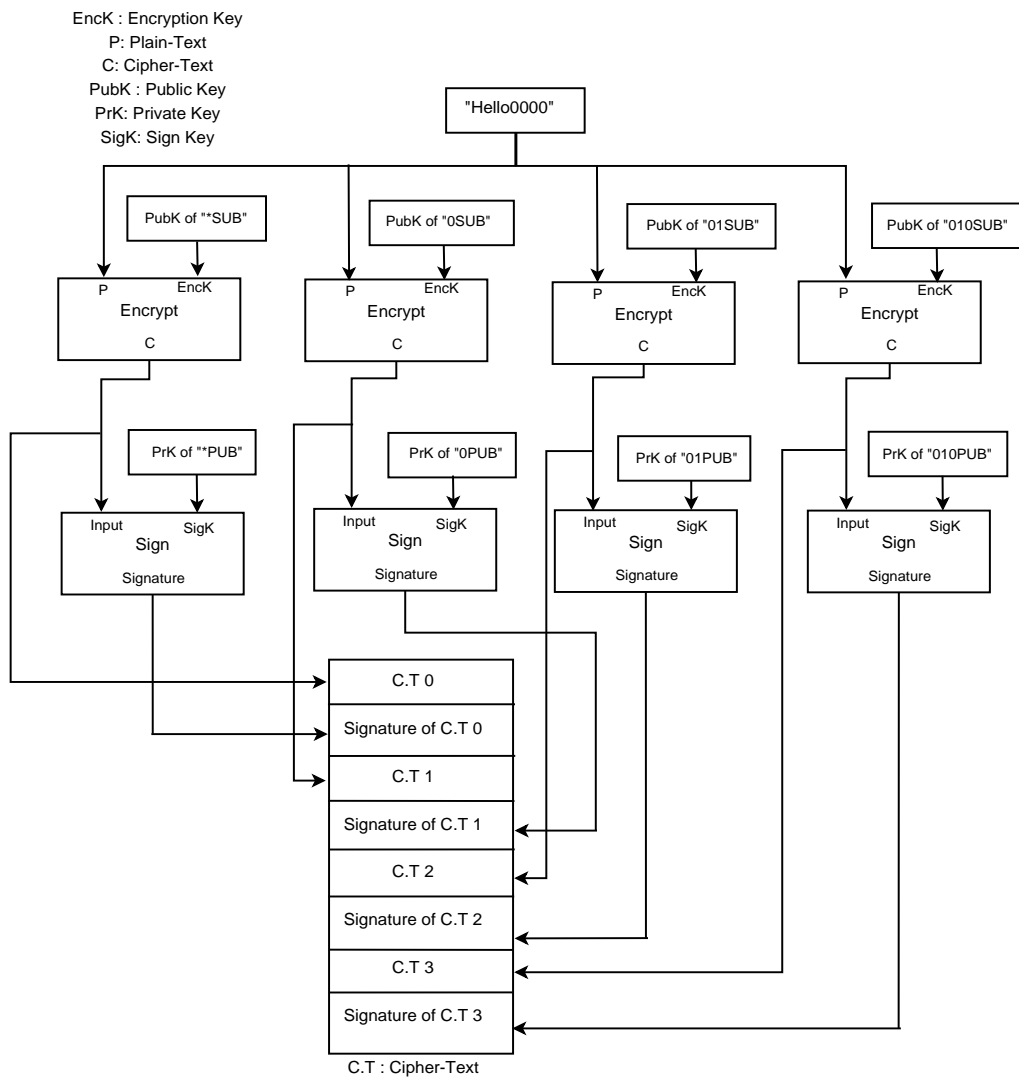 EncK : Encryption Key
P: Plain-Text
C: Cipher-Text
PubK : Public Key
PrK: Private Key
SigK: Sign Key
"Hello0000"
PubK of "*SUB"
PubK of "0SUB"
PubK of "01SUB"
PubK of "010SUB"
P
EncK
Encrypt
C
P
EncK
Encrypt
C
P
EncK
Encrypt
C
P
EncK
Encrypt
C
PrK of "*PUB"
PrK of "0PUB"
PrK of "01PUB"
PrK of "010PUB"
Input
SigK
Sign
Signature
Input
SigK
Sign
Signature
Input
SigK
Sign
Signature
Input
SigK
Sign
Signature
C.T 0
Signature of C.T 0
C.T 1
Signature of C.T 1
C.T 2
Signature of C.T 2
C.T 3
Signature of C.T 3
C.T : Cipher-Text